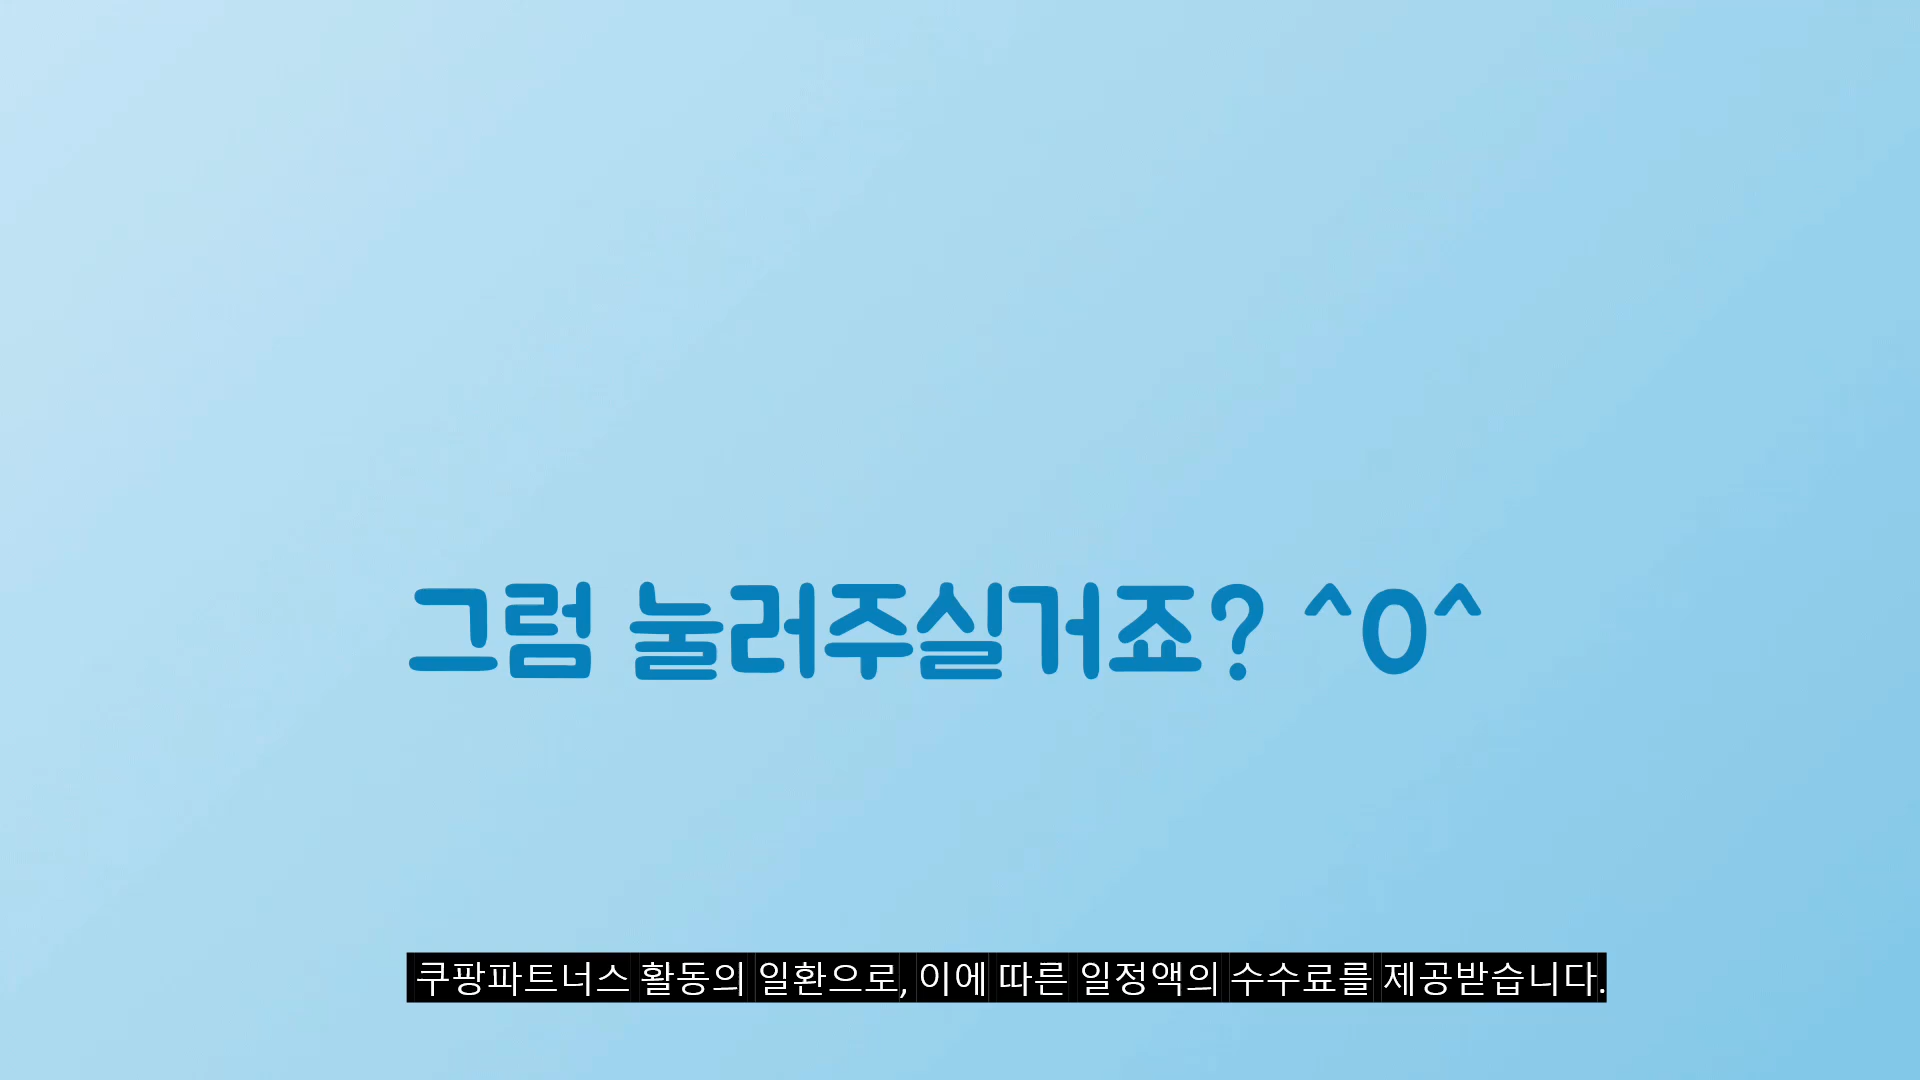 그럼 눌러주실거죠? ^0^
쿠팡파트너스 활동의 일환으로, 이에 따른 일정액의 수수료를 제공받습니다.